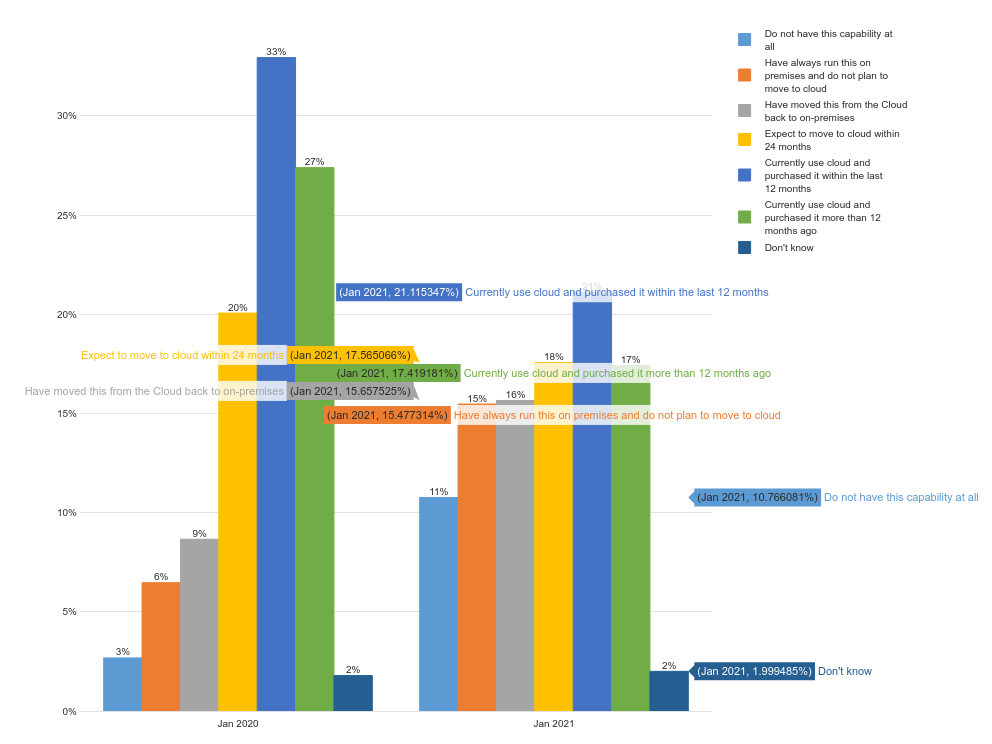 Do not have this capability at
all
Have always run this on
premises and do not plan to
move to cloud
Have moved this from the Cloud
back to on-premises
Expect to move to cloud within
24 months
Currently use cloud and
purchased it within the last
12 months
Currently use cloud and
purchased it more than 12
months ago
Don't know
33%
30%
27%
25%
21%
(Jan 2021, 21.115347%) Currently use cloud and purchased it within the last 12 months
20%
20%
Expect to move to cloud within 24 months (Jan 2021, 17.565066%)
18%
17%
(Jan 2021, 17.419181%) Currently use cloud and purchased it more than 12 months ago
Have moved this from the Cloud back to on-premises (Jan 2021, 15.657525%)
15%
16%
15%
(Jan 2021, 15.477314%) Have always run this on premises and do not plan to move to cloud
11%
(Jan 2021, 10.766081%) Do not have this capability at all
10%
9%
6%
5%
3%
2%
2%
(Jan 2021, 1.999485%) Don't know
0%
Jan 2020
Jan 2021